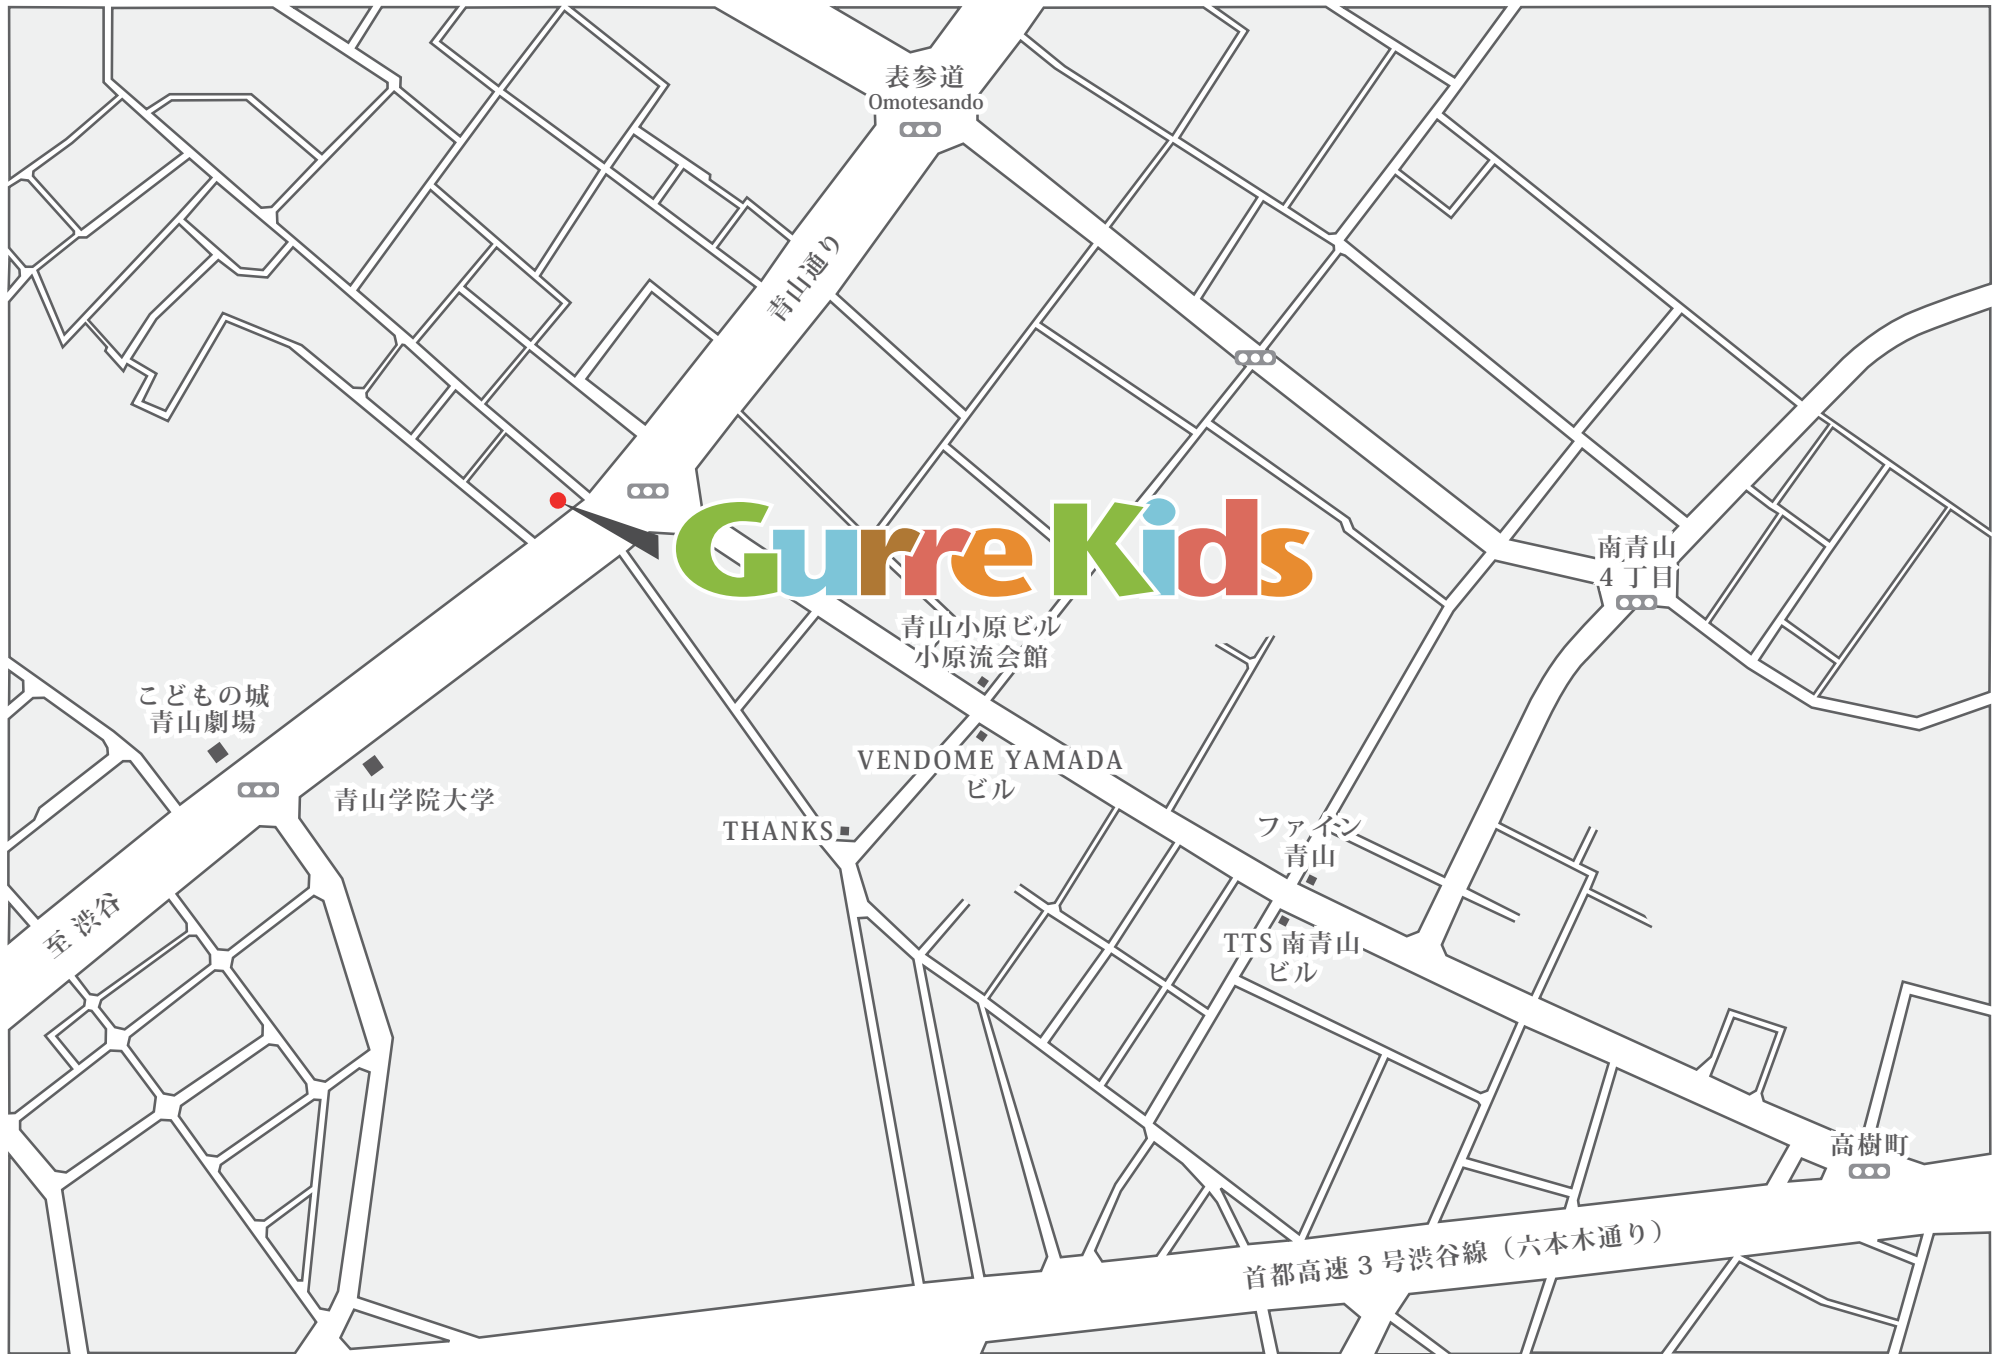 表参道
Omotesando
青山通り
Gurre Kids
南青山
4丁目
青山小原ビル
小原流会館
こどもの城
青山劇場
青山学院大学
VENDOME YAMADA
ビル
THANKS
ファイン
青山
至 渋谷
TTS 南青山
ビル
高樹町
首都高速 3 号渋谷線（六本木通り）